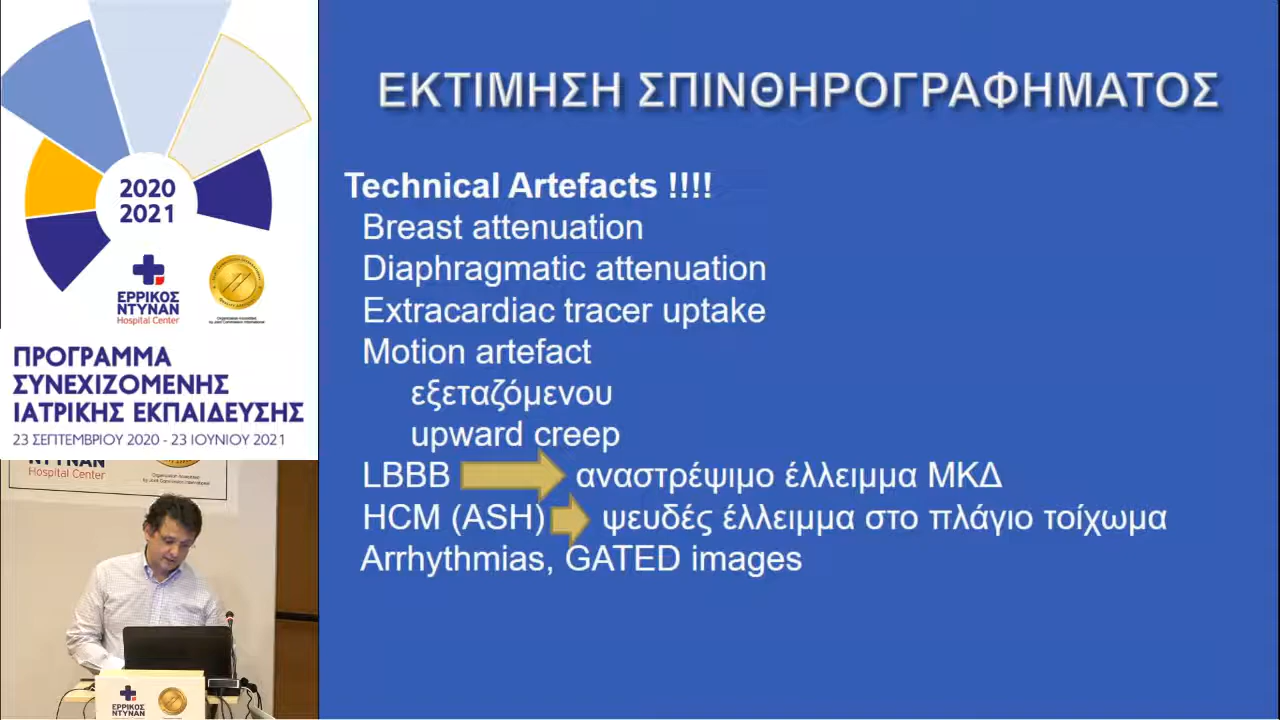 2020
2021
ΕΡΡΙΚΟΣ
ΝΤΥΝΑΝ
Hospital Center
ΠΡΟΓΡΑΜΜΑ
ΣΥΝΕΧΙΖΟΜΕΝΗΣ
ΙΑΤΡΙΚΗΣ ΕΚΠΑΙΔΕΥΣΗΣ
23 ΣΕΠΤΕΜΒΡΙΟΥ 2020 - 23 ΙΟΥΝΙΟΥ 2021
ΝΤΥΝΑΝ
Hospital Center
ΕΡΡΙΚΟΣ
ΝΤΥΝΑΝ
ΕΚΤΙΜΗΣΗ ΣΠΙΝΘΗΡΟΓΡΑΦΗΜΑΤΟΣ
Technical Artefacts !!!!
Breast attenuation
Diaphragmatic attenuation
Extracardiac tracer uptake
Motion artefact
εξεταζόμενου
upward creep
LBBB αναστρέψιμο έλλειμμα ΜΚΔ
HCM (ASH) ψευδές έλλειμμα στο πλάγιο τοίχωμα
Arrhythmias, GATED images